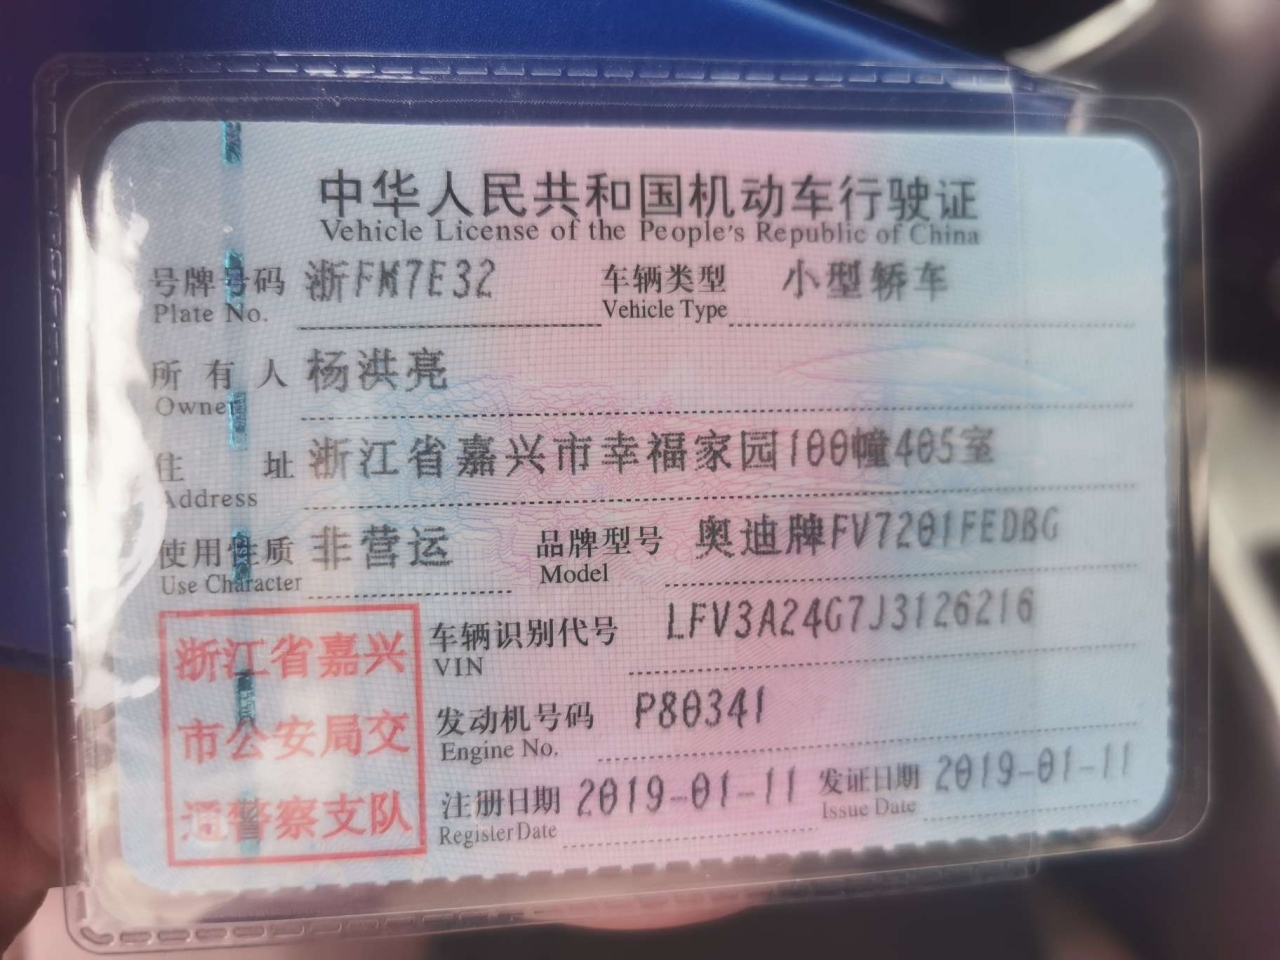 中华人民共和国机动车行驶证
Vehicle License of the People's Republic of China
号牌号码 浙FM7E32 车辆类型 小型轿车
Plate No. Vehicle Type
所有人 杨洪亮
Owner
住址 浙江省嘉兴市幸福家园100幢405室
Address
使用性质 非营运 品牌型号 奥迪牌FV7201FEDBG
Use Character Model
车辆识别代号 LFV3A24G7J3126216
VIN
发动机号码 P80341
Engine No.
注册日期 2019-01-11 发证日期 2019-01-11
Register Date Issue Date
浙江省嘉兴
市公安局交
通警察支队